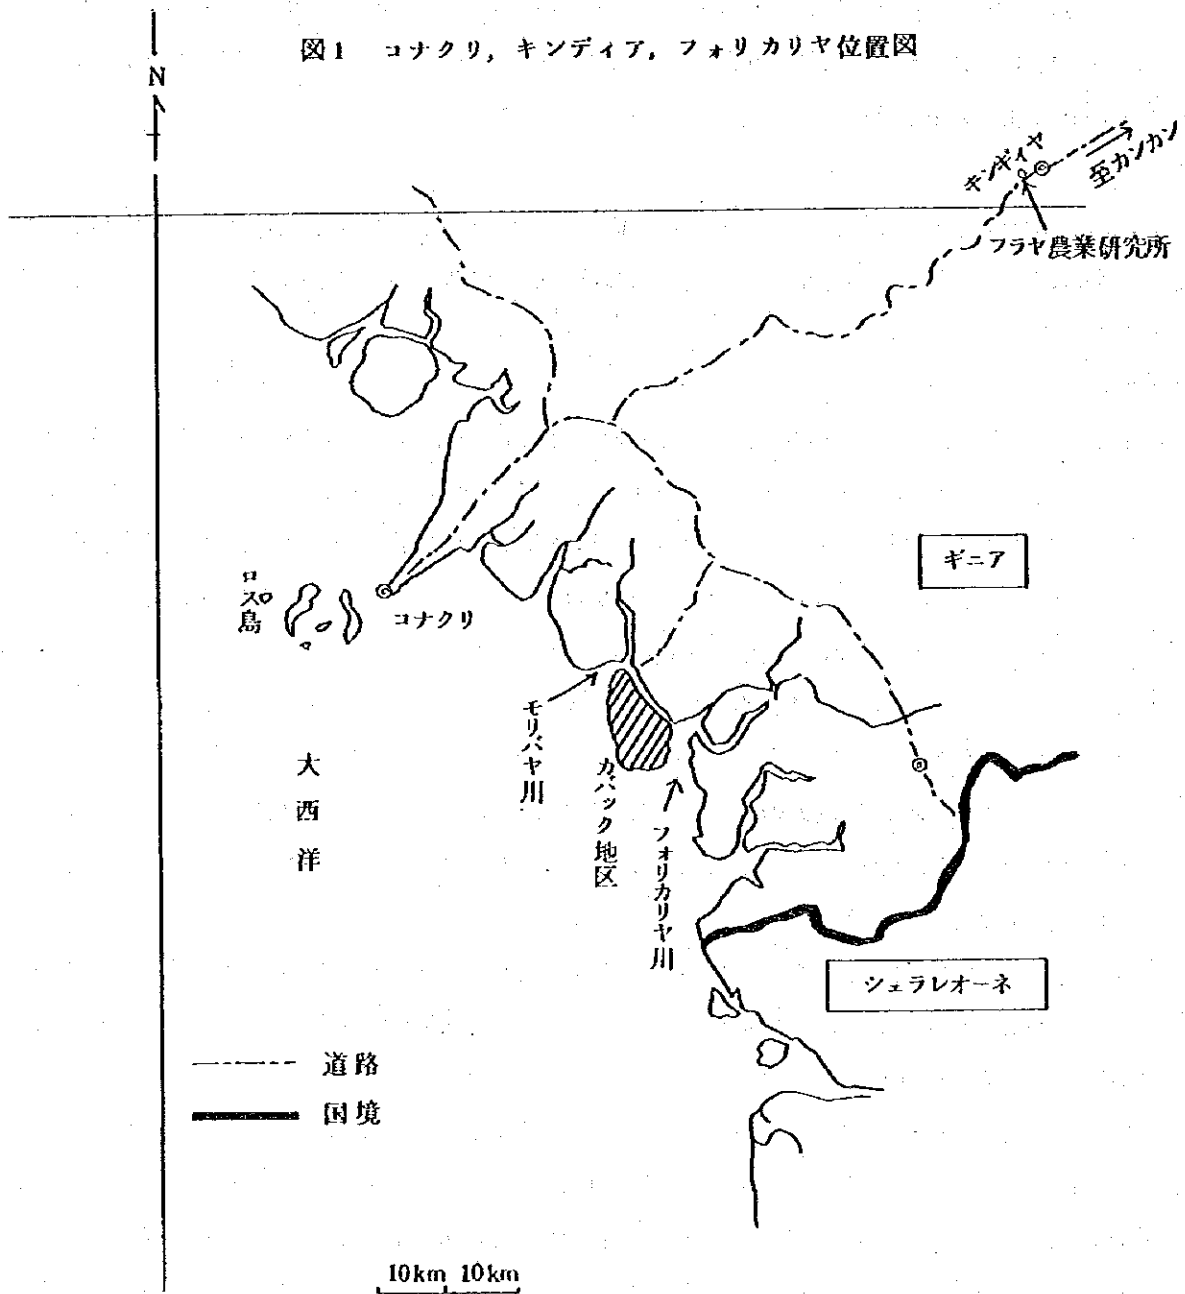 図1 コナクリ, キンディア, フォリカリヤ位置図
N
キンギイヤ
至カンカン
フラヤ農業研究所
ギニア
ロス島
コナクリ
モリバヤ川
カバック地区
フォリカリヤ川
大西洋
シェラレオーネ
道路
国境
10km 10km